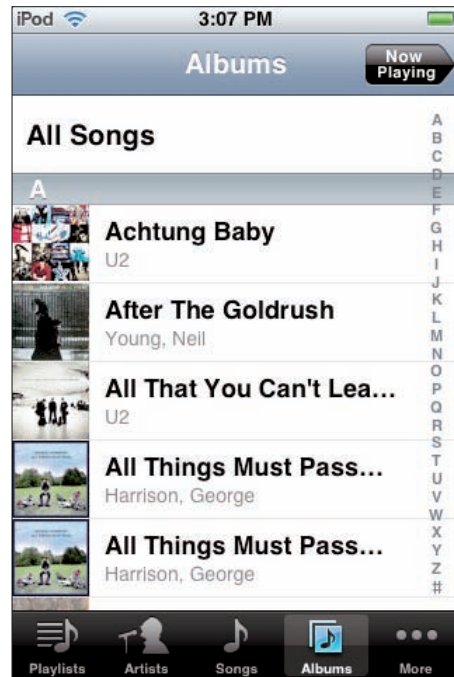 iPod 3:07 PM
Albums
Now
Playing
All Songs
A
Achtung Baby
U2
After The Goldrush
Young, Neil
All That You Can't Lea...
U2
All Things Must Pass...
Harrison, George
All Things Must Pass...
Harrison, George
A
B
C
D
E
F
G
H
I
J
K
L
M
N
O
P
Q
R
S
T
U
V
W
X
Y
Z
#
Playlists Artists Songs Albums More